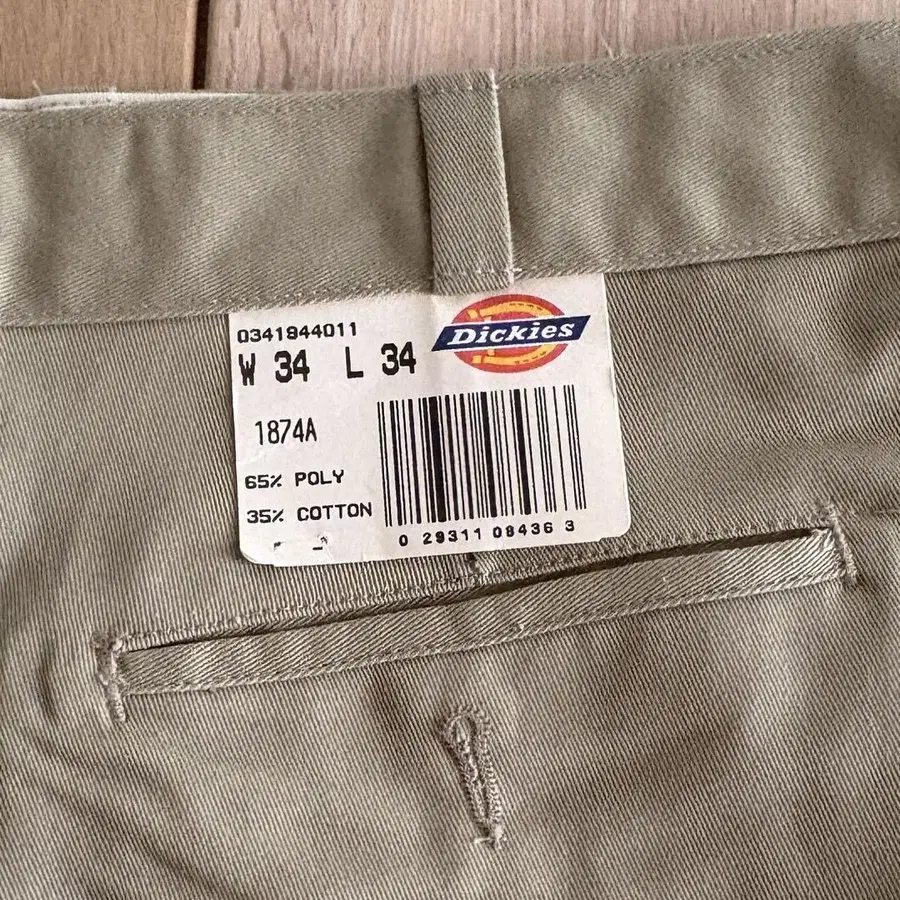 0341944011
W 34 L 34
Dickies
1874A
65% POLY
35% COTTON
0 29311 08436 3